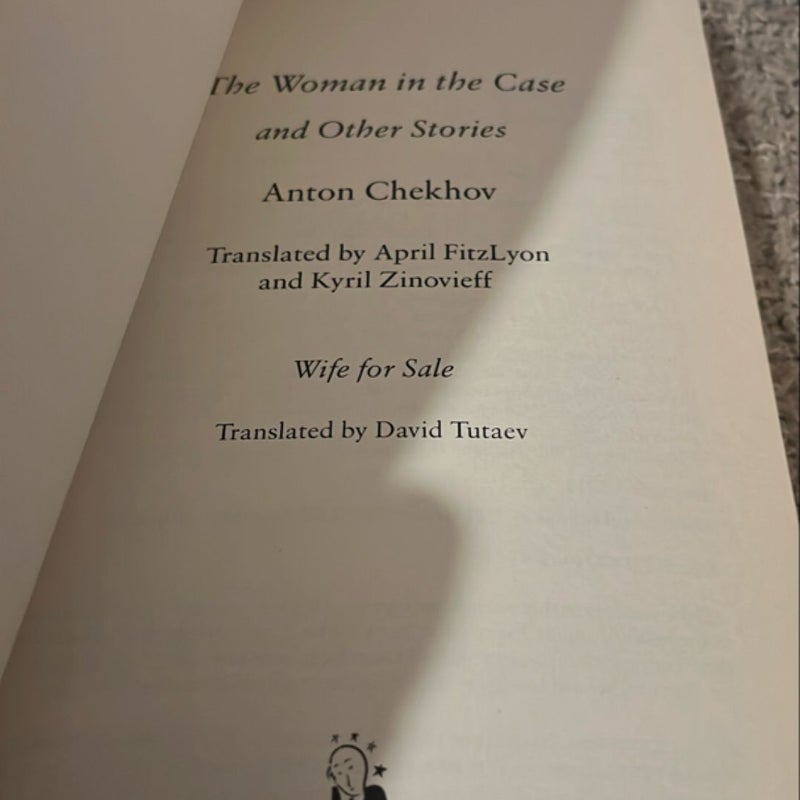 The Woman in the Case
and Other Stories
Anton Chekhov
Translated by April FitzLyon
and Kyril Zinovieff
Wife for Sale
Translated by David Tutaev